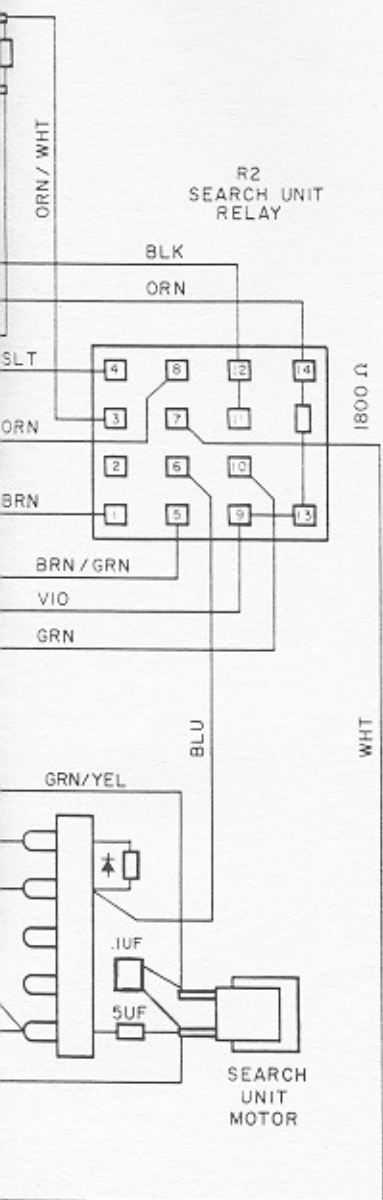 ORN/WHT
R2
SEARCH UNIT
RELAY
BLK
ORN
SLT
4 8 12 14
1800 Ω
3 7 11
ORN
2 6 10
BRN
1 5 9 13
BRN/GRN
VIO
GRN
BLU
WHT
GRN/YEL
.1UF
5UF
SEARCH
UNIT
MOTOR